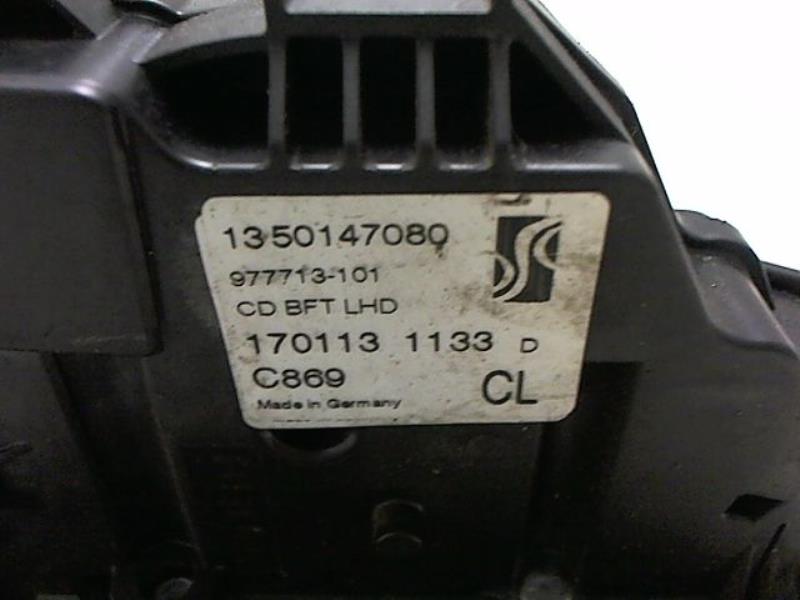 1350147080
977713-101
CD BFT LHD
170113 1133 D
C869
CL
Made in Germany